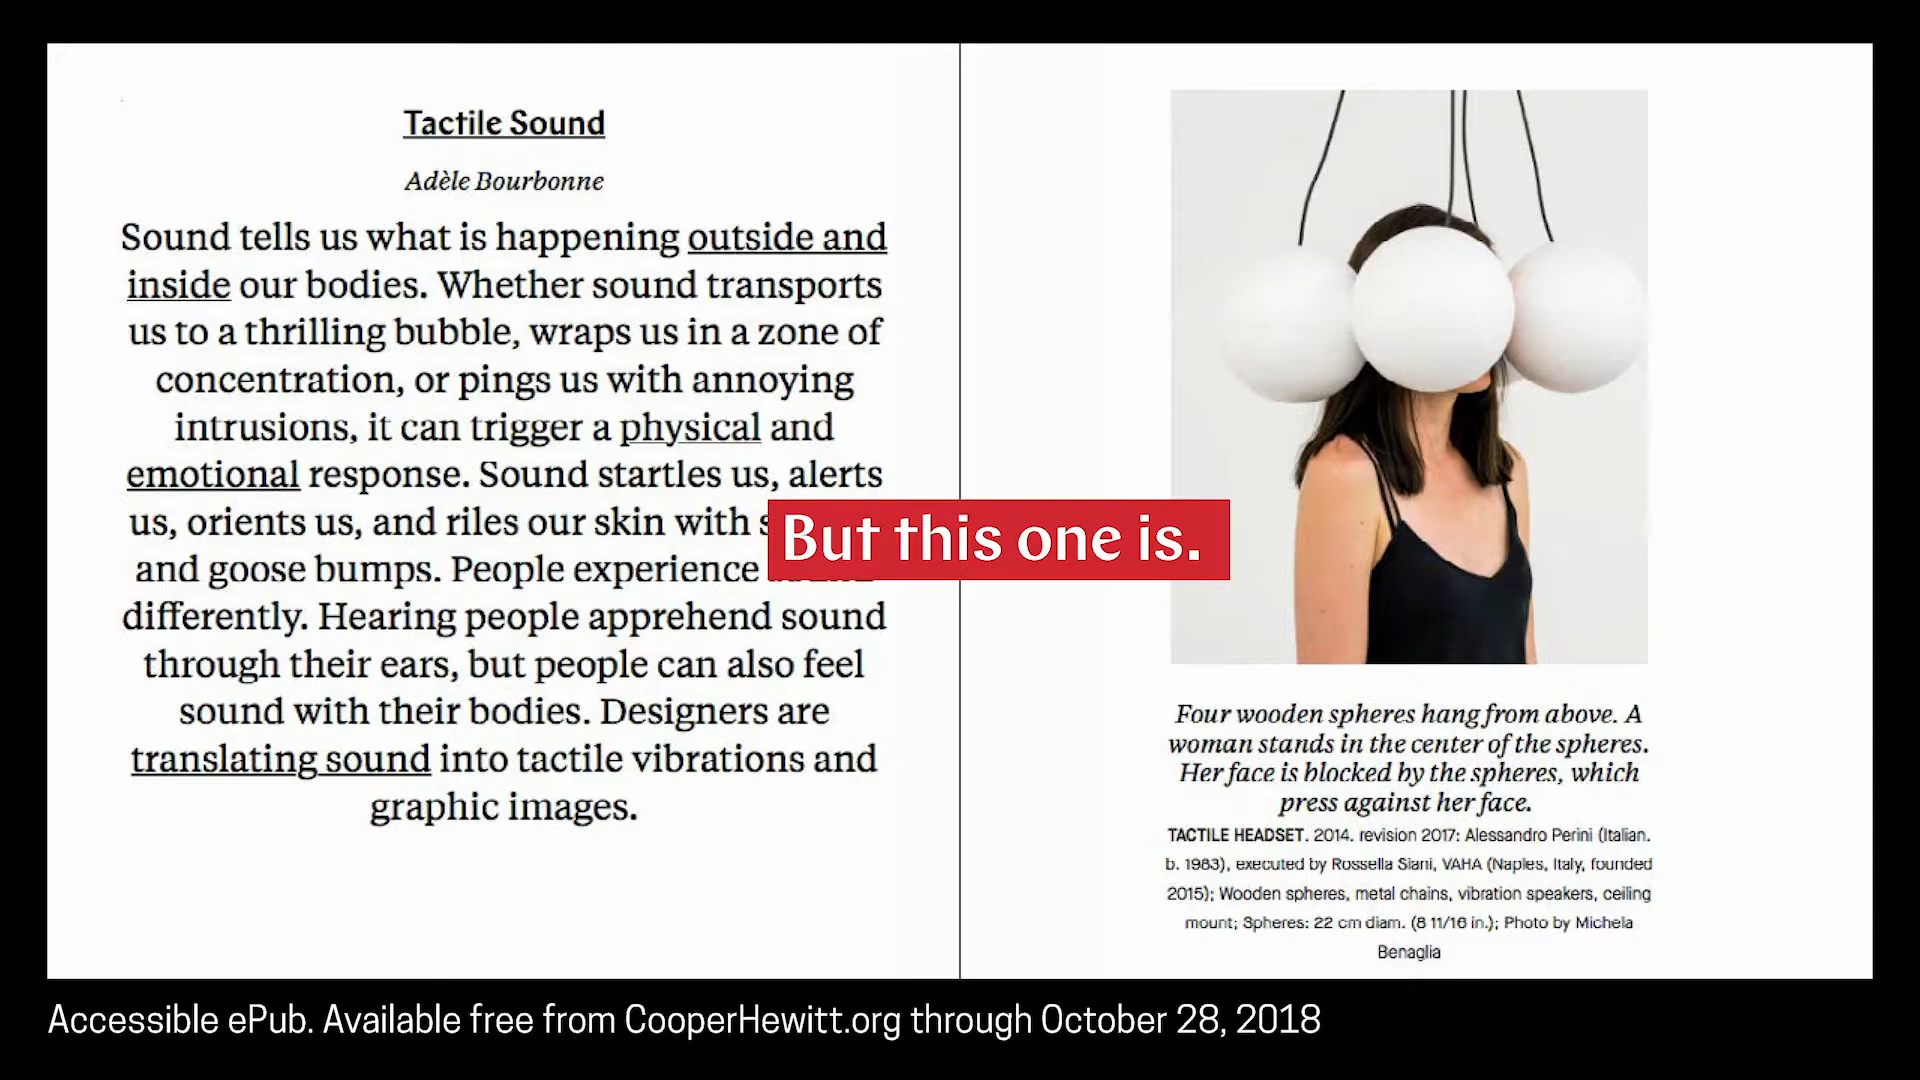 Tactile Sound
Adèle Bourbonne
Sound tells us what is happening outside and
inside our bodies. Whether sound transports
us to a thrilling bubble, wraps us in a zone of
concentration, or pings us with annoying
intrusions, it can trigger a physical and
emotional response. Sound startles us, alerts
us, orients us, and riles our skin with
and goose bumps. People experience
differently. Hearing people apprehend sound
through their ears, but people can also feel
sound with their bodies. Designers are
translating sound into tactile vibrations and
graphic images.
But this one is.
Four wooden spheres hang from above. A
woman stands in the center of the spheres.
Her face is blocked by the spheres, which
press against her face.
TACTILE HEADSET. 2014. revision 2017: Alessandro Perini (Italian.
b. 1983), executed by Rossella Siani, VAHA (Naples, Italy, founded
2015); Wooden spheres, metal chains, vibration speakers, ceiling
mount; Spheres: 22 cm diam. (8 11/16 in.); Photo by Michela
Benaglia
Accessible ePub. Available free from CooperHewitt.org through October 28, 2018